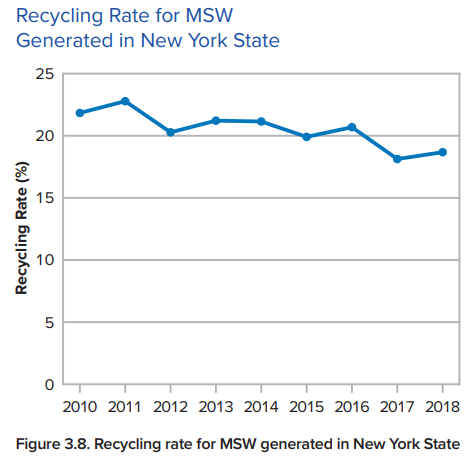 Recycling Rate for MSW
Generated in New York State
25
20
15
10
5
0
Recycling Rate (%)
2010 2011 2012 2013 2014 2015 2016 2017 2018
Figure 3.8. Recycling rate for MSW generated in New York State